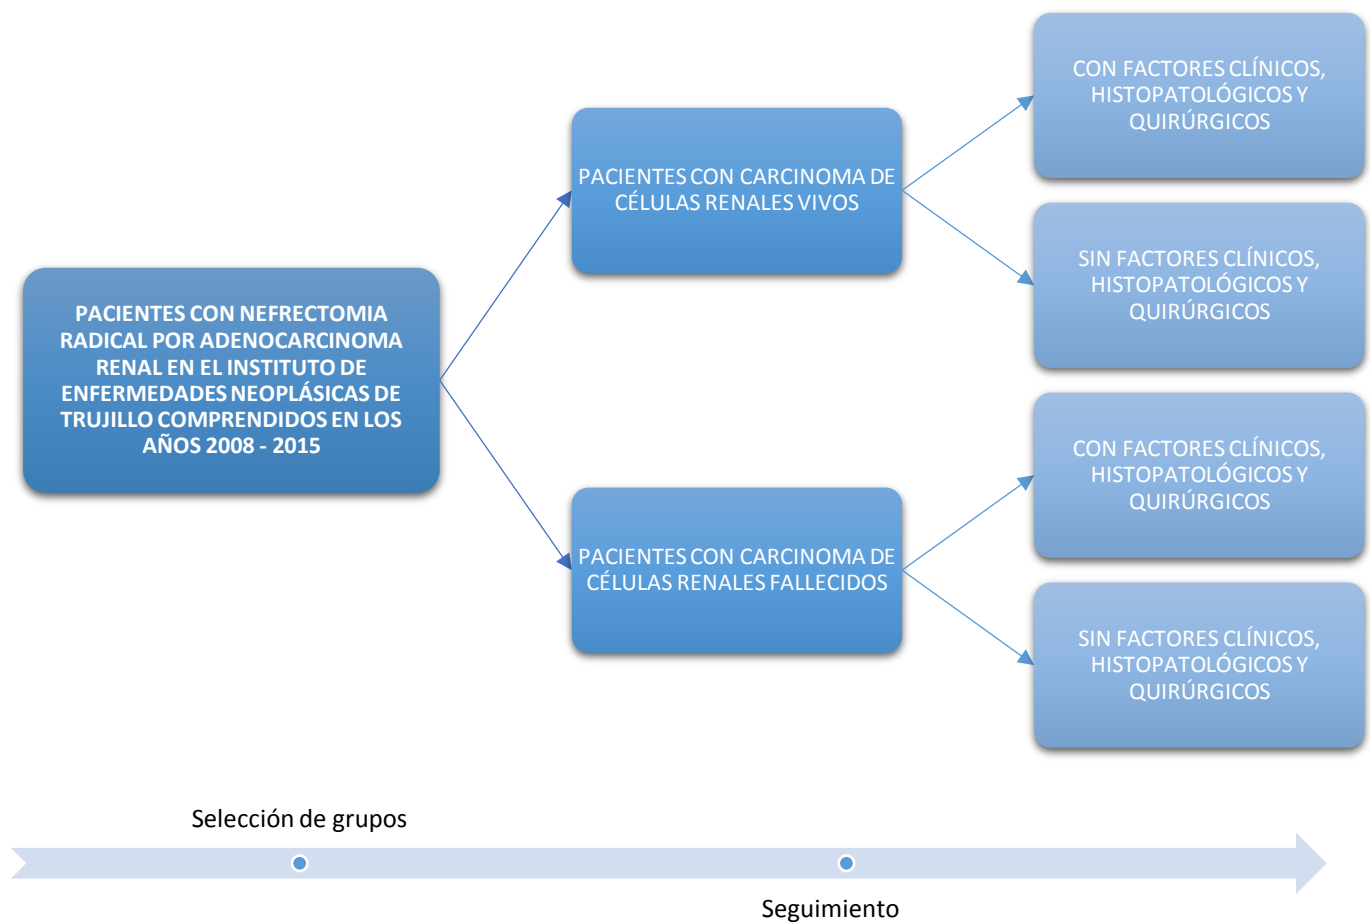 PACIENTES CON NEFRECTOMIA
RADICAL POR ADENOCARCINOMA
RENAL EN EL INSTITUTO DE
ENFERMEDADES NEOPLÁSICAS DE
TRUJILLO COMPRENDIDOS EN LOS
AÑOS 2008 - 2015
PACIENTES CON CARCINOMA DE
CÉLULAS RENALES VIVOS
CON FACTORES CLÍNICOS,
HISTOPATOLÓGICOS Y
QUIRÚRGICOS
SIN FACTORES CLÍNICOS,
HISTOPATOLÓGICOS Y
QUIRÚRGICOS
PACIENTES CON CARCINOMA DE
CÉLULAS RENALES FALLECIDOS
CON FACTORES CLÍNICOS,
HISTOPATOLÓGICOS Y
QUIRÚRGICOS
SIN FACTORES CLÍNICOS,
HISTOPATOLÓGICOS Y
QUIRÚRGICOS
Selección de grupos
Seguimiento